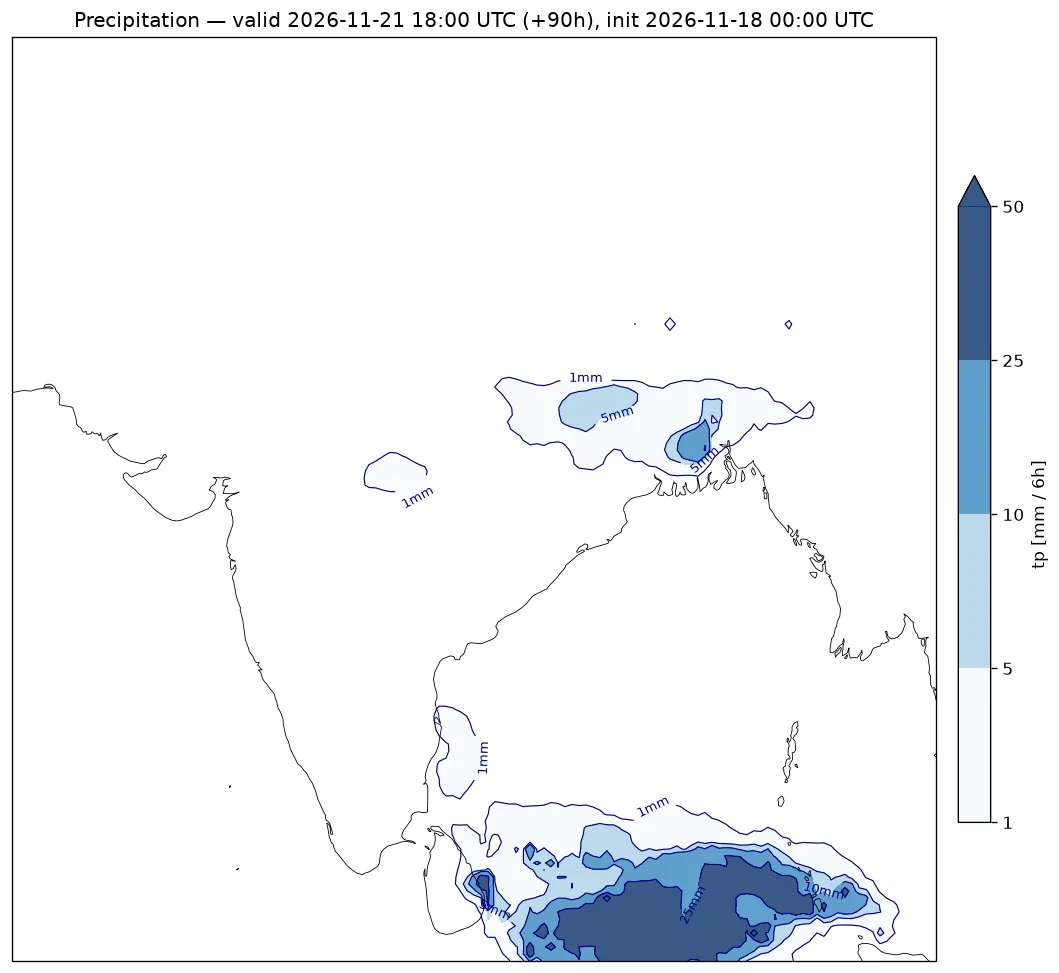 Precipitation — valid 2026-11-21 18:00 UTC (+90h), init 2026-11-18 00:00 UTC
50
1mm
5mm
25
5mm
1mm
10
tp [mm / 6h]
5
1mm
1mm
1
10mm
25mm
5mm